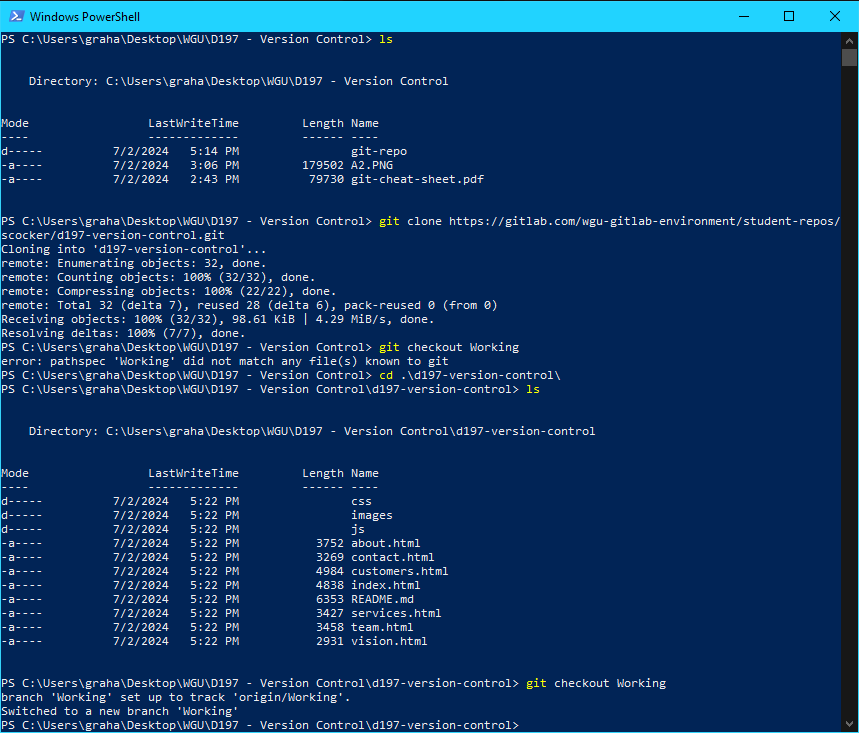 Windows PowerShell
PS C:\Users\graha\Desktop\WGU\D197 - Version Control> ls
Directory: C:\Users\graha\Desktop\WGU\D197 - Version Control
Mode LastWriteTime Length Name
---- ------------- ------ ----
d----- 7/2/2024 5:14 PM git-repo
-a---- 7/2/2024 3:06 PM 179502 A2.PNG
-a---- 7/2/2024 2:43 PM 79730 git-cheat-sheet.pdf
PS C:\Users\graha\Desktop\WGU\D197 - Version Control> git clone https://gitlab.com/wgu-gitlab-environment/student-repos/
scocker/d197-version-control.git
Cloning into 'd197-version-control'...
remote: Enumerating objects: 32, done.
remote: Counting objects: 100% (32/32), done.
remote: Compressing objects: 100% (22/22), done.
remote: Total 32 (delta 7), reused 28 (delta 6), pack-reused 0 (from 0)
Receiving objects: 100% (32/32), 98.61 KiB | 4.29 MiB/s, done.
Resolving deltas: 100% (7/7), done.
PS C:\Users\graha\Desktop\WGU\D197 - Version Control> git checkout Working
error: pathspec 'Working' did not match any file(s) known to git
PS C:\Users\graha\Desktop\WGU\D197 - Version Control> cd .\d197-version-control\
PS C:\Users\graha\Desktop\WGU\D197 - Version Control\d197-version-control> ls
Directory: C:\Users\graha\Desktop\WGU\D197 - Version Control\d197-version-control
Mode LastWriteTime Length Name
---- ------------- ------ ----
d----- 7/2/2024 5:22 PM css
d----- 7/2/2024 5:22 PM images
d----- 7/2/2024 5:22 PM js
-a---- 7/2/2024 5:22 PM 3752 about.html
-a---- 7/2/2024 5:22 PM 3269 contact.html
-a---- 7/2/2024 5:22 PM 4984 customers.html
-a---- 7/2/2024 5:22 PM 4838 index.html
-a---- 7/2/2024 5:22 PM 6353 README.md
-a---- 7/2/2024 5:22 PM 3427 services.html
-a---- 7/2/2024 5:22 PM 3458 team.html
-a---- 7/2/2024 5:22 PM 2931 vision.html
PS C:\Users\graha\Desktop\WGU\D197 - Version Control\d197-version-control> git checkout Working
branch 'Working' set up to track 'origin/Working'.
Switched to a new branch 'Working'
PS C:\Users\graha\Desktop\WGU\D197 - Version Control\d197-version-control>